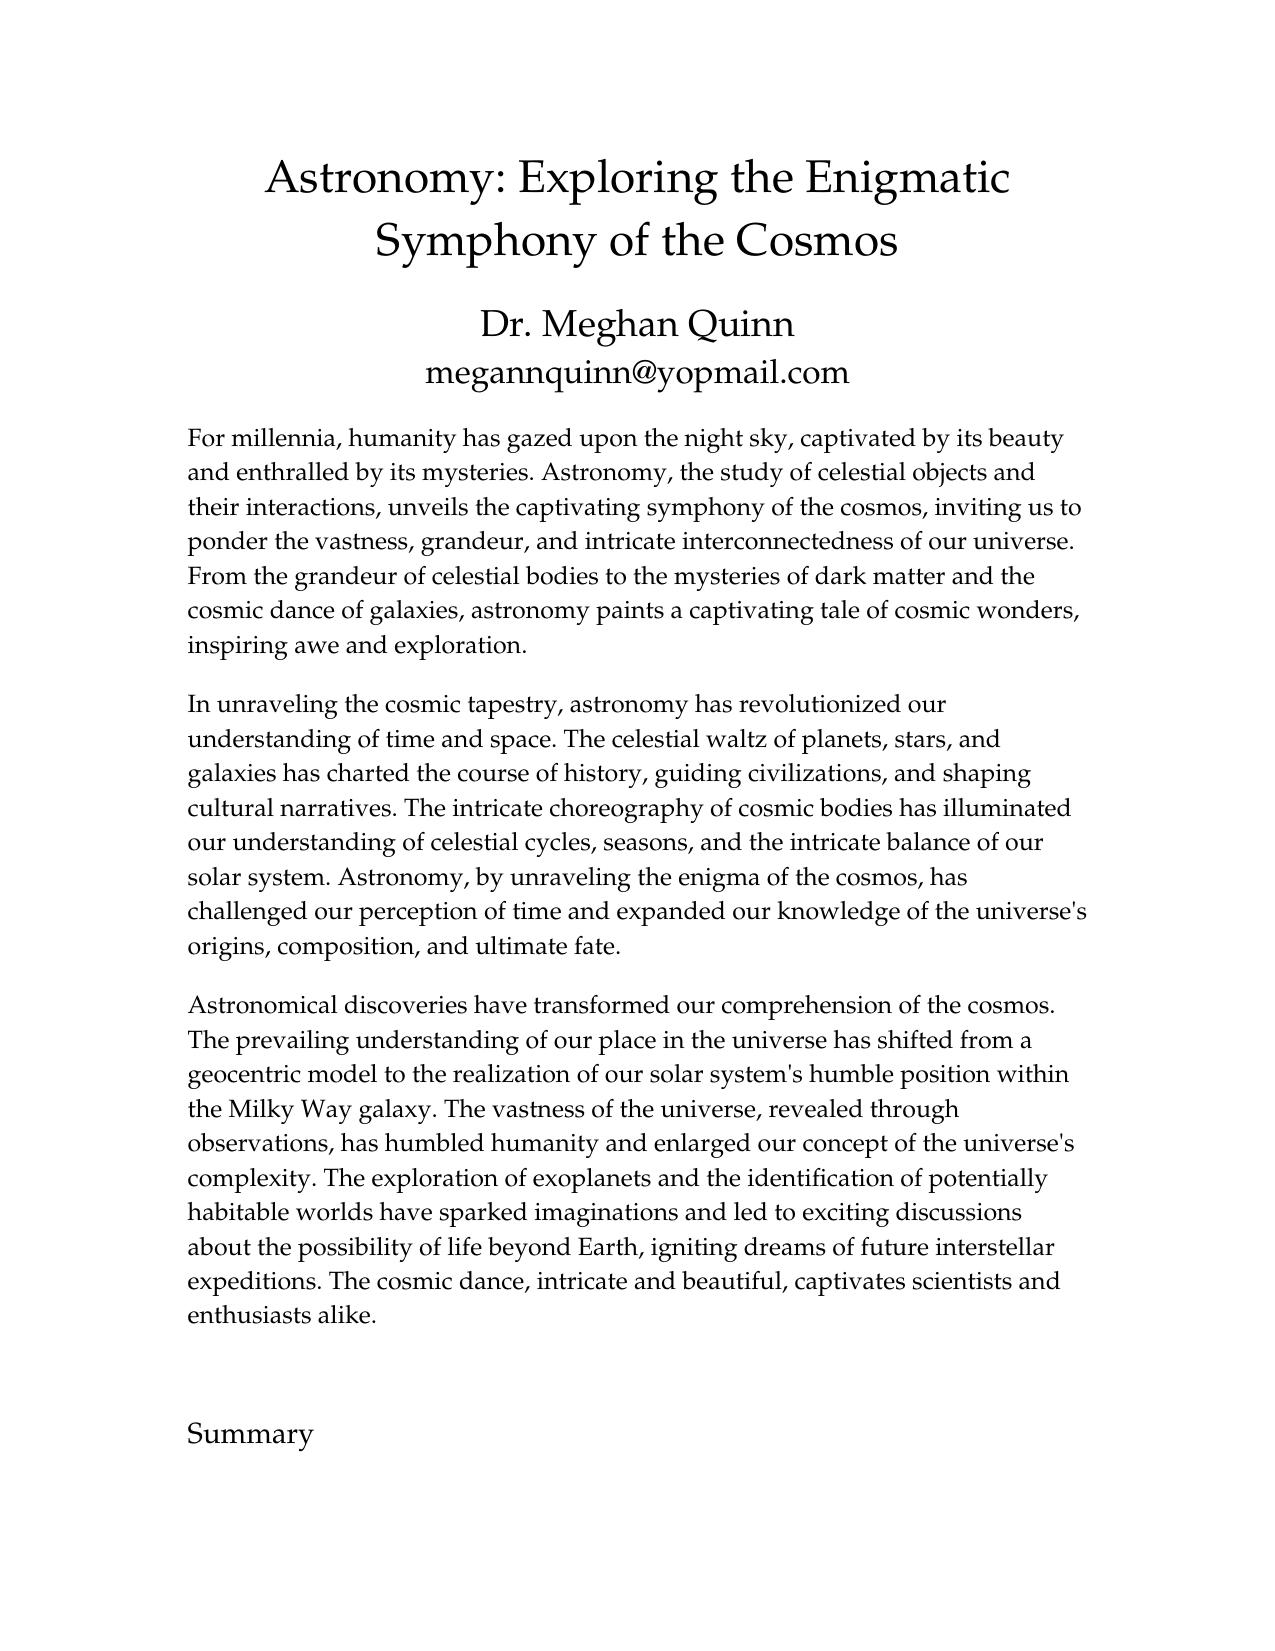 Astronomy: Exploring the Enigmatic
Symphony of the Cosmos
Dr. Meghan Quinn
megannquinn@yopmail.com
For millennia, humanity has gazed upon the night sky, captivated by its beauty
and enthralled by its mysteries. Astronomy, the study of celestial objects and
their interactions, unveils the captivating symphony of the cosmos, inviting us to
ponder the vastness, grandeur, and intricate interconnectedness of our universe.
From the grandeur of celestial bodies to the mysteries of dark matter and the
cosmic dance of galaxies, astronomy paints a captivating tale of cosmic wonders,
inspiring awe and exploration.
In unraveling the cosmic tapestry, astronomy has revolutionized our
understanding of time and space. The celestial waltz of planets, stars, and
galaxies has charted the course of history, guiding civilizations, and shaping
cultural narratives. The intricate choreography of cosmic bodies has illuminated
our understanding of celestial cycles, seasons, and the intricate balance of our
solar system. Astronomy, by unraveling the enigma of the cosmos, has
challenged our perception of time and expanded our knowledge of the universe's
origins, composition, and ultimate fate.
Astronomical discoveries have transformed our comprehension of the cosmos.
The prevailing understanding of our place in the universe has shifted from a
geocentric model to the realization of our solar system's humble position within
the Milky Way galaxy. The vastness of the universe, revealed through
observations, has humbled humanity and enlarged our concept of the universe's
complexity. The exploration of exoplanets and the identification of potentially
habitable worlds have sparked imaginations and led to exciting discussions
about the possibility of life beyond Earth, igniting dreams of future interstellar
expeditions. The cosmic dance, intricate and beautiful, captivates scientists and
enthusiasts alike.
Summary